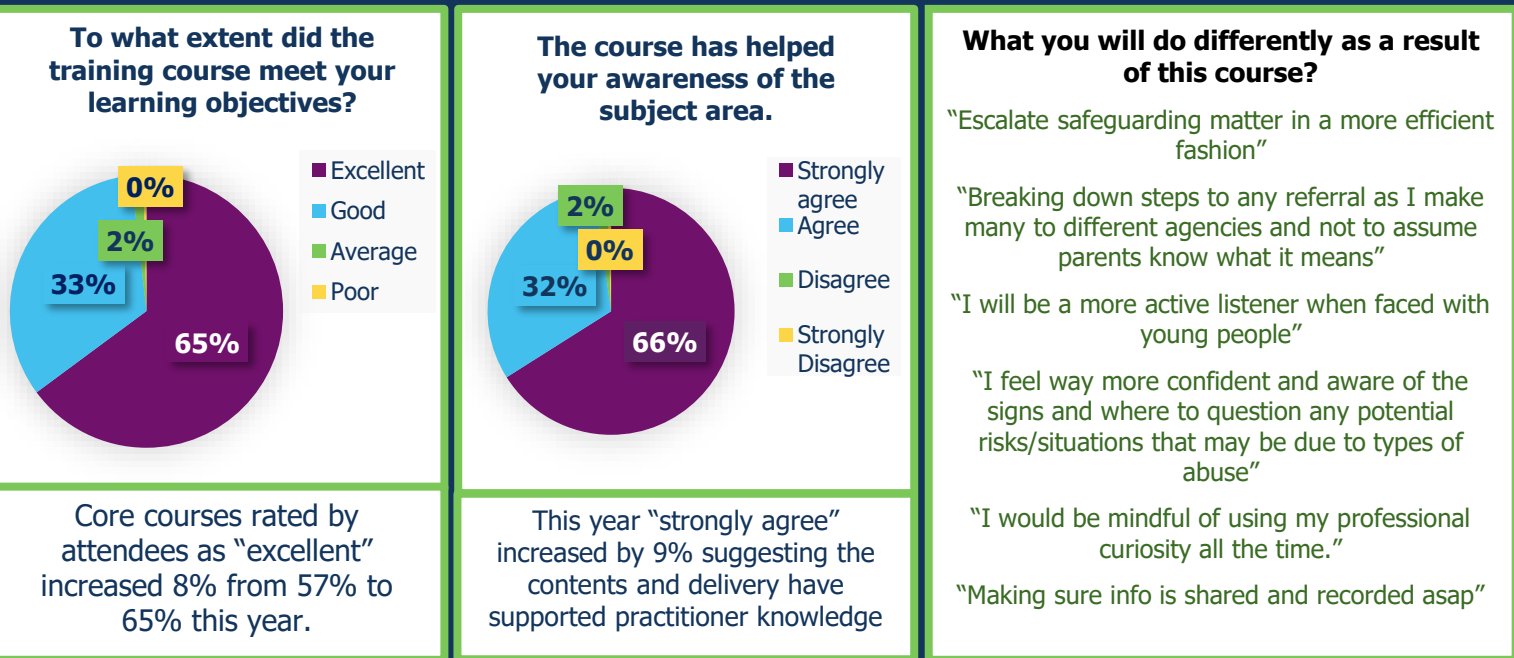 To what extent did the
training course meet your
learning objectives?
0%
2%
33%
65%
Excellent
Good
Average
Poor
Core courses rated by
attendees as “excellent”
increased 8% from 57% to
65% this year.
The course has helped
your awareness of the
subject area.
2%
0%
32%
66%
Strongly
agree
Agree
Disagree
Strongly
Disagree
This year “strongly agree”
increased by 9% suggesting the
contents and delivery have
supported practitioner knowledge
What you will do differently as a result
of this course?
“Escalate safeguarding matter in a more efficient
fashion”
“Breaking down steps to any referral as I make
many to different agencies and not to assume
parents know what it means”
“I will be a more active listener when faced with
young people”
“I feel way more confident and aware of the
signs and where to question any potential
risks/situations that may be due to types of
abuse”
“I would be mindful of using my professional
curiosity all the time.”
“Making sure info is shared and recorded asap”